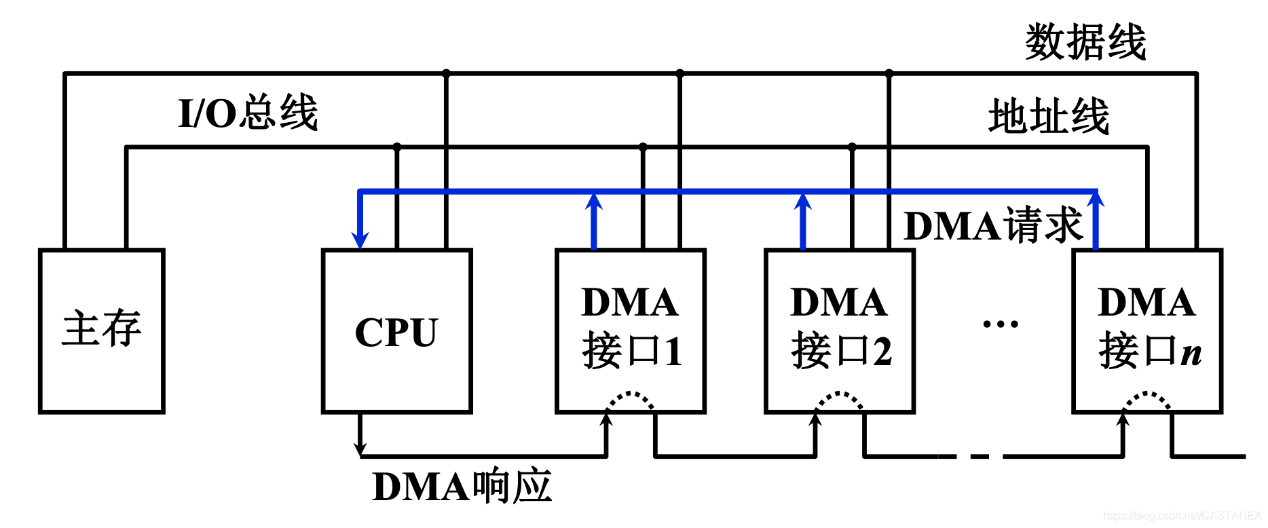 数据线
I/O总线
地址线
DMA请求
主存
CPU
DMA
接口1
DMA
接口2
...
DMA
接口n
DMA响应
https://blog.csdn.net/CASTANEA